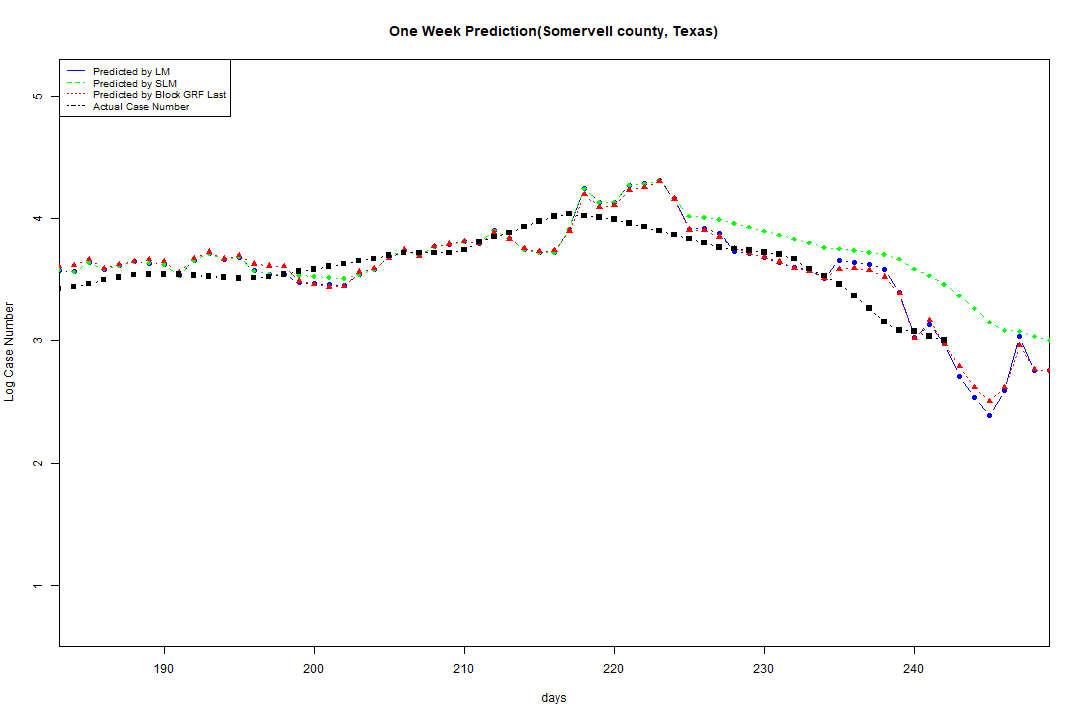 One Week Prediction(Somervell county, Texas)
Predicted by LM
Predicted by SLM
Predicted by Block GRF Last
Actual Case Number
5
4
3
2
1
Log Case Number
190 200 210 220 230 240
days